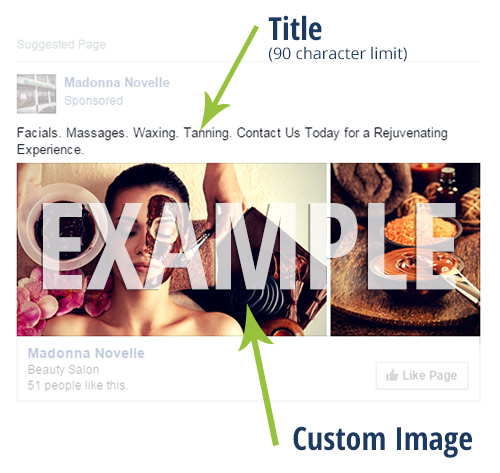 Title
(90 character limit)
Suggested Page
Madonna Novelle
Sponsored
Facials. Massages. Waxing. Tanning. Contact Us Today for a Rejuvenating
Experience.
EXAMPLE
Madonna Novelle
Beauty Salon
51 people like this.
Like Page
Custom Image